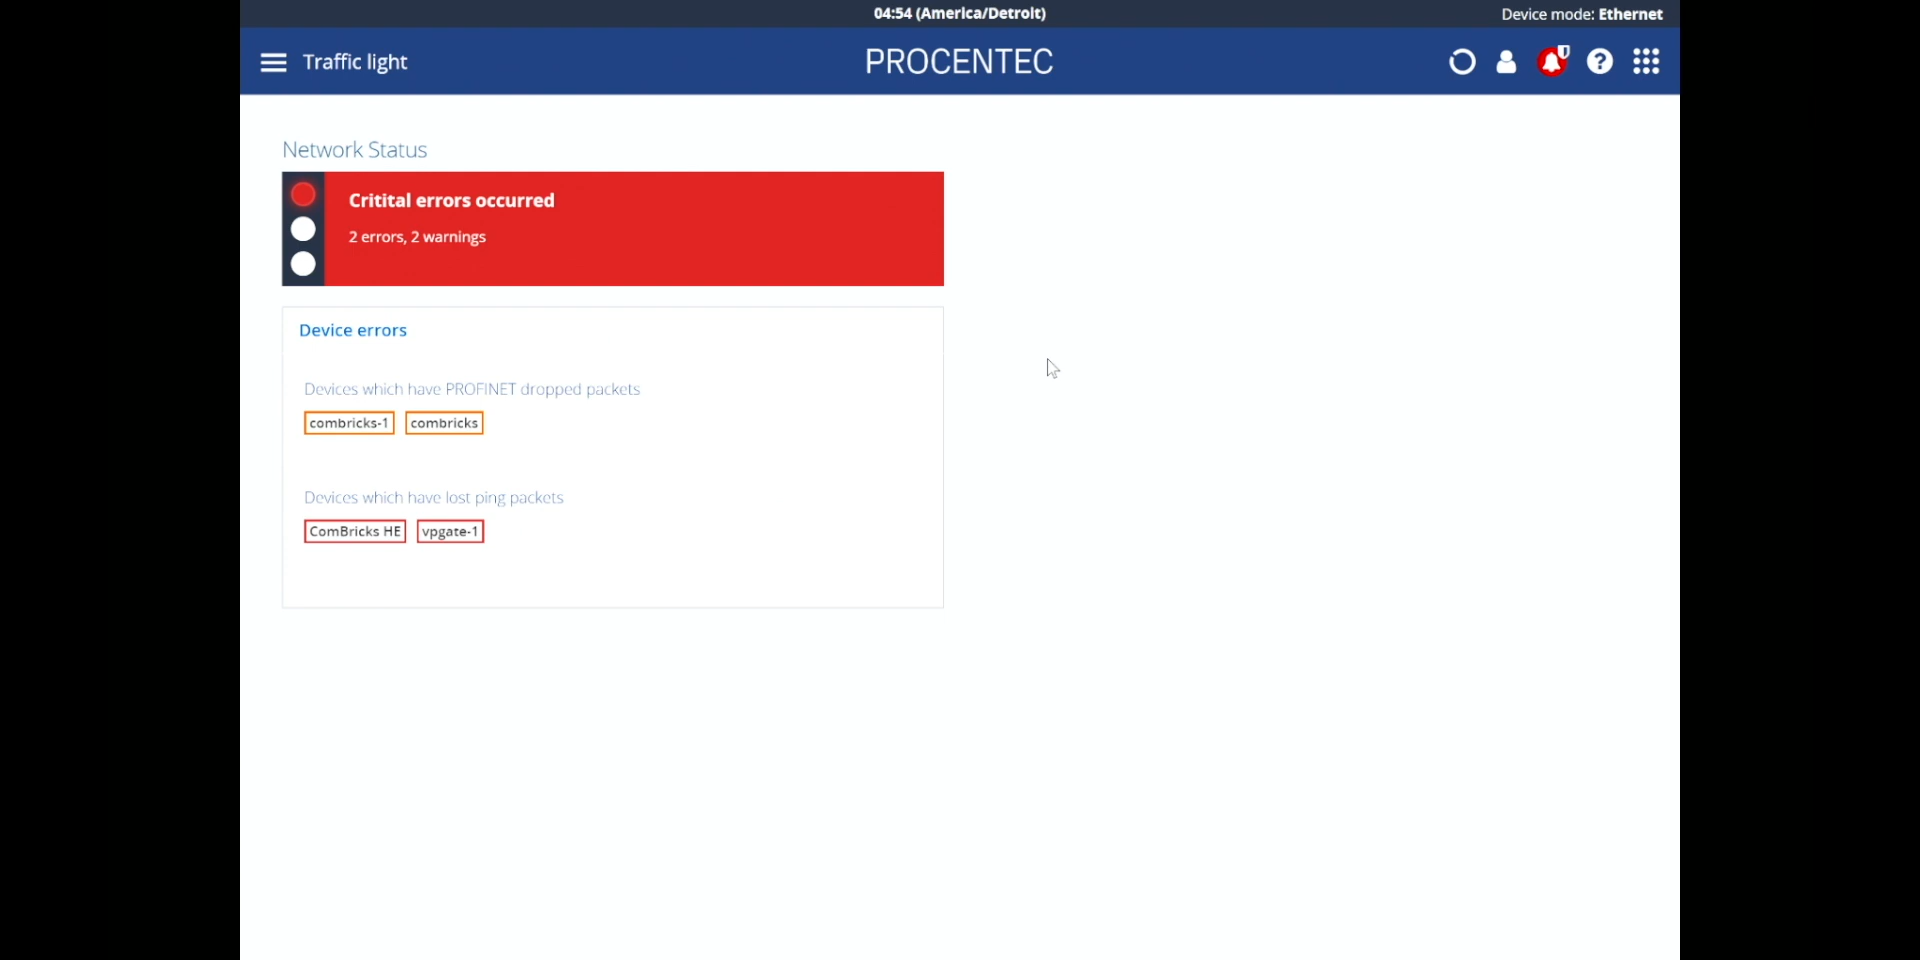 04:54 (America/Detroit)
Device mode: Ethernet
Traffic light
PROCENTEC
Network Status
Critital errors occurred
2 errors, 2 warnings
Device errors
Devices which have PROFINET dropped packets
combricks-1 combricks
Devices which have lost ping packets
ComBricks HE vpgate-1